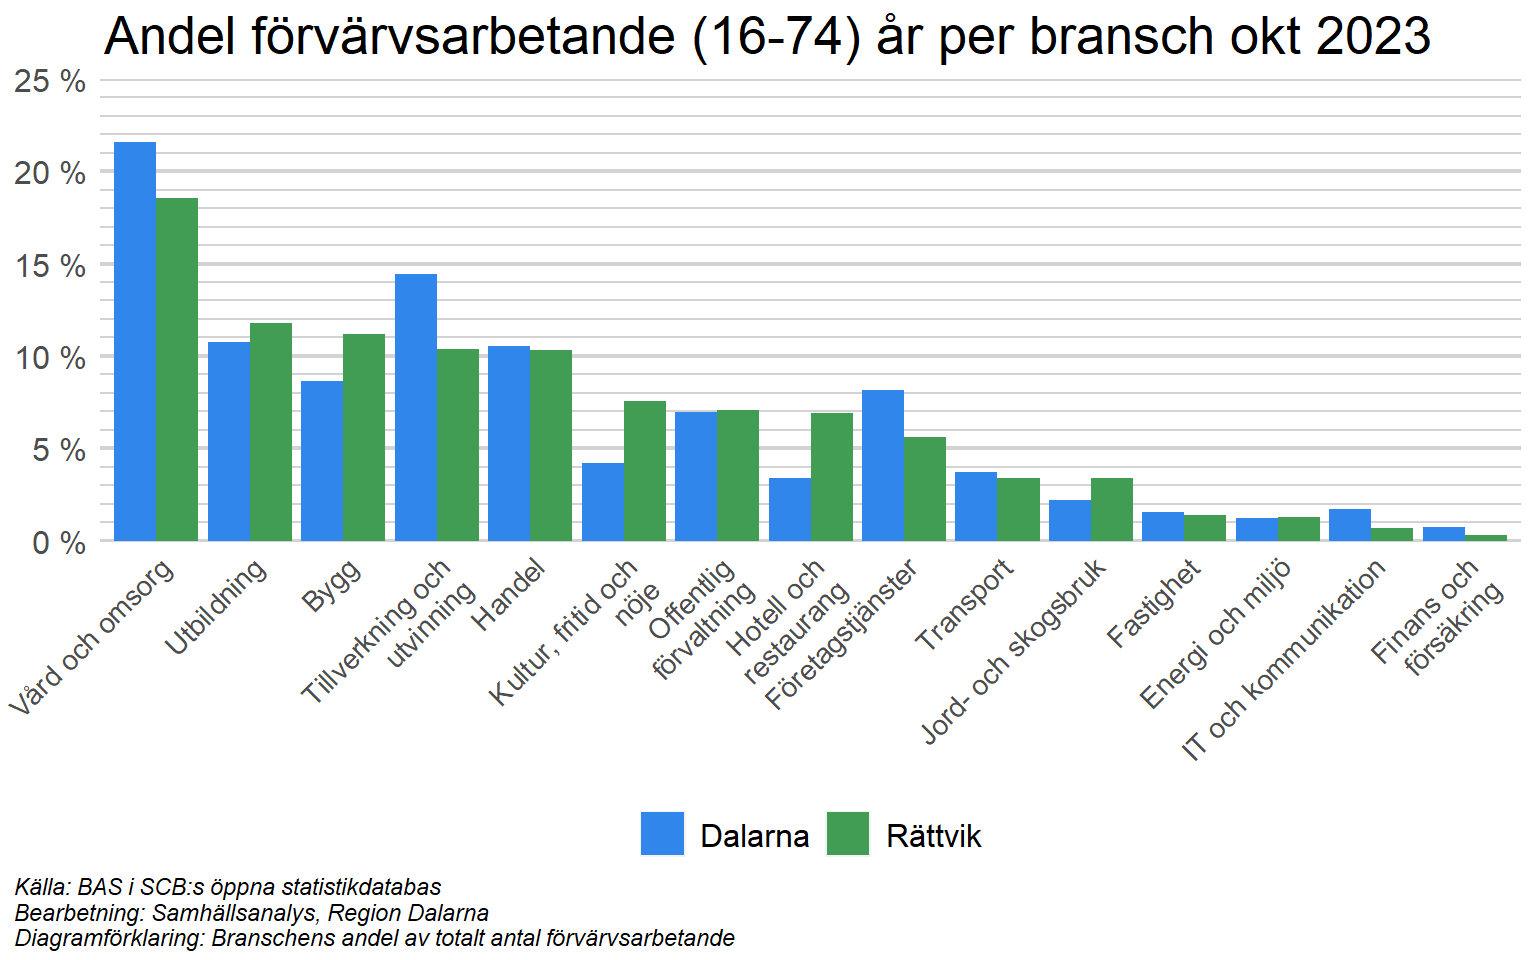 Andel förvärvsarbetande (16-74) år per bransch okt 2023
25 %
20 %
15 %
10 %
5 %
0 %
Vård och omsorg
Utbildning
Bygg
Tillverkning och
utvinning
Handel
Kultur, fritid och
nöje
Offentlig
förvaltning
Hotell och
restaurang
Företagstjänster
Transport
Jord- och skogsbruk
Fastighet
Energi och miljö
IT och kommunikation
Finans och
försäkring
Dalarna
Rättvik
Källa: BAS i SCB:s öppna statistikdatabas
Bearbetning: Samhällsanalys, Region Dalarna
Diagramförklaring: Branschens andel av totalt antal förvärvsarbetande